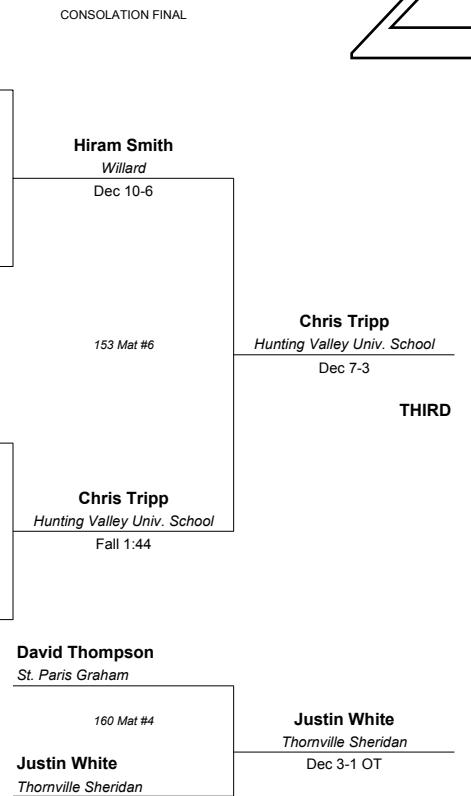 CONSOLATION FINAL
Hiram Smith
Willard
Dec 10-6
153 Mat #6
Chris Tripp
Hunting Valley Univ. School
Dec 7-3
THIRD
Chris Tripp
Hunting Valley Univ. School
Fall 1:44
David Thompson
St. Paris Graham
160 Mat #4
Justin White
Thornville Sheridan
Dec 3-1 OT
Justin White
Thornville Sheridan